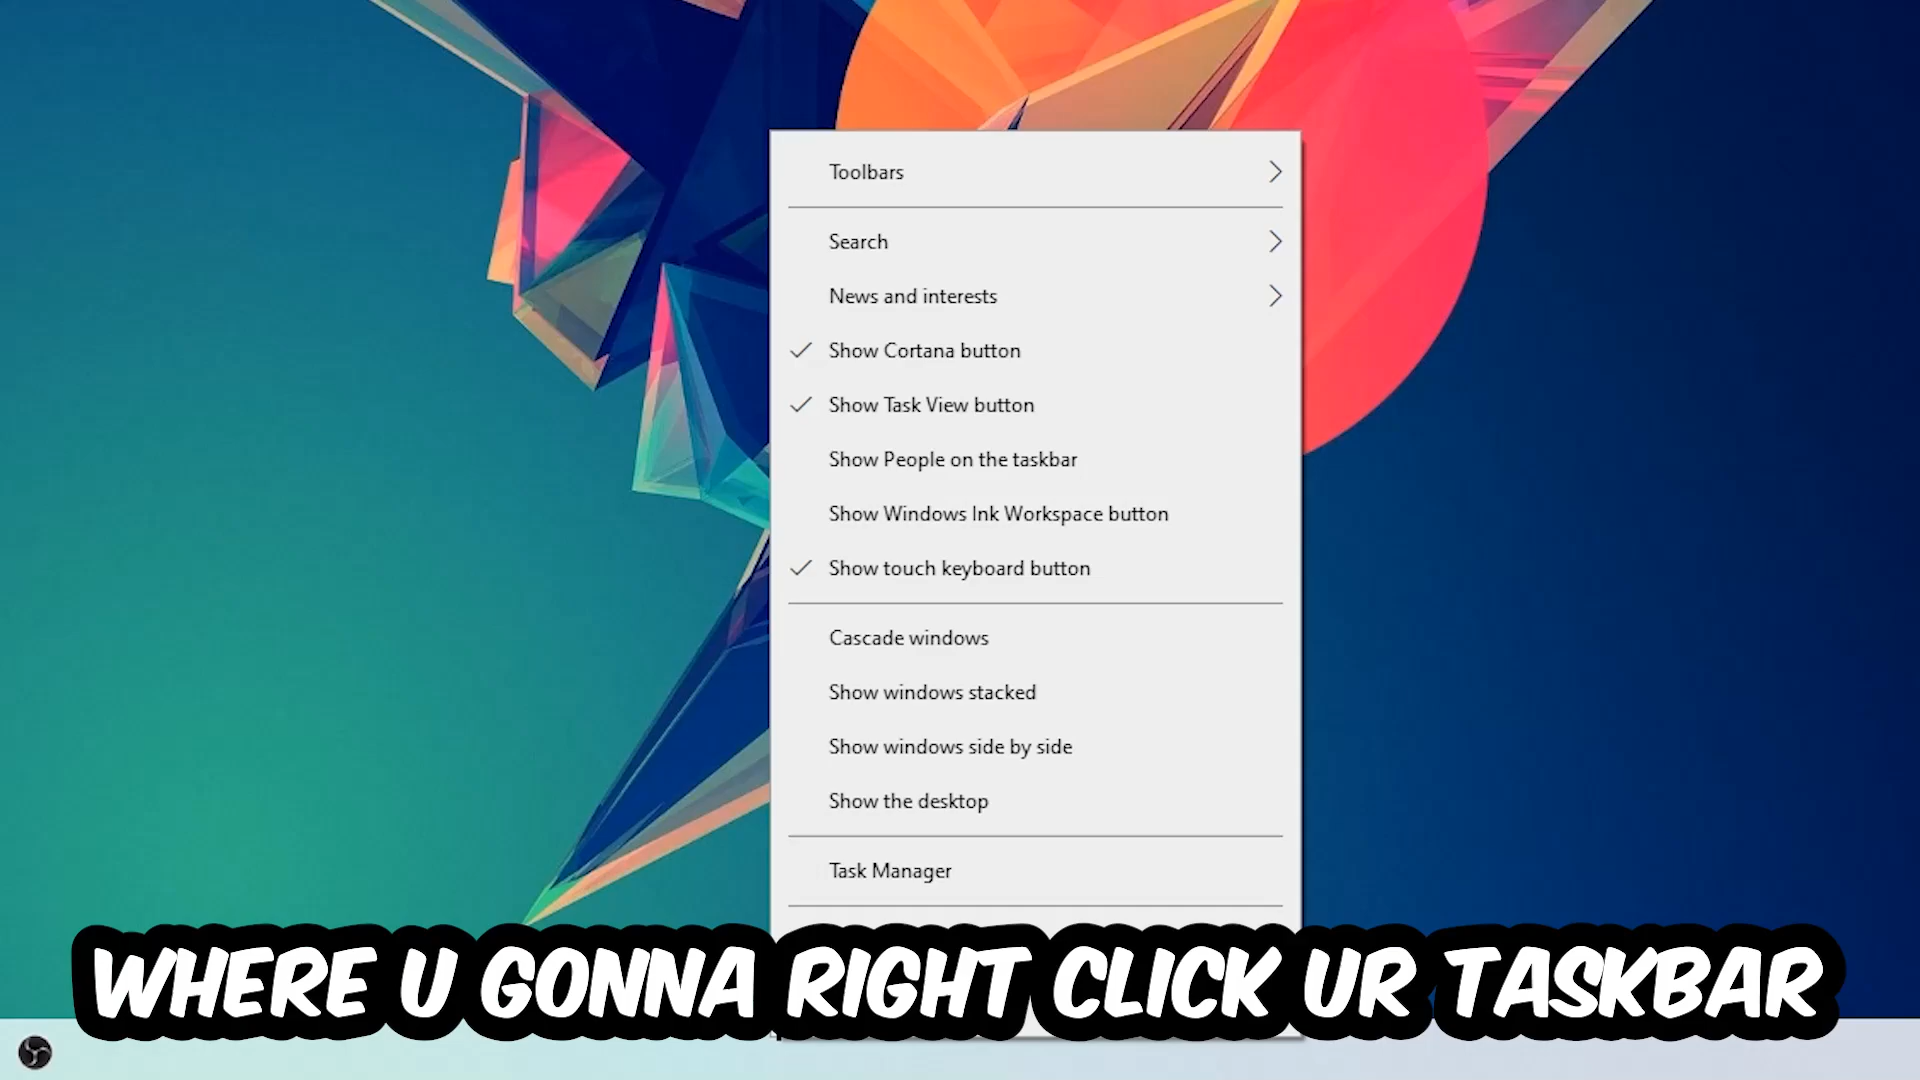 Toolbars
Search
News and interests
Show Cortana button
Show Task View button
Show People on the taskbar
Show Windows Ink Workspace button
Show touch keyboard button
Cascade windows
Show windows stacked
Show windows side by side
Show the desktop
Task Manager
WHERE U GONNA RIGHT CLICK UR TASKBAR